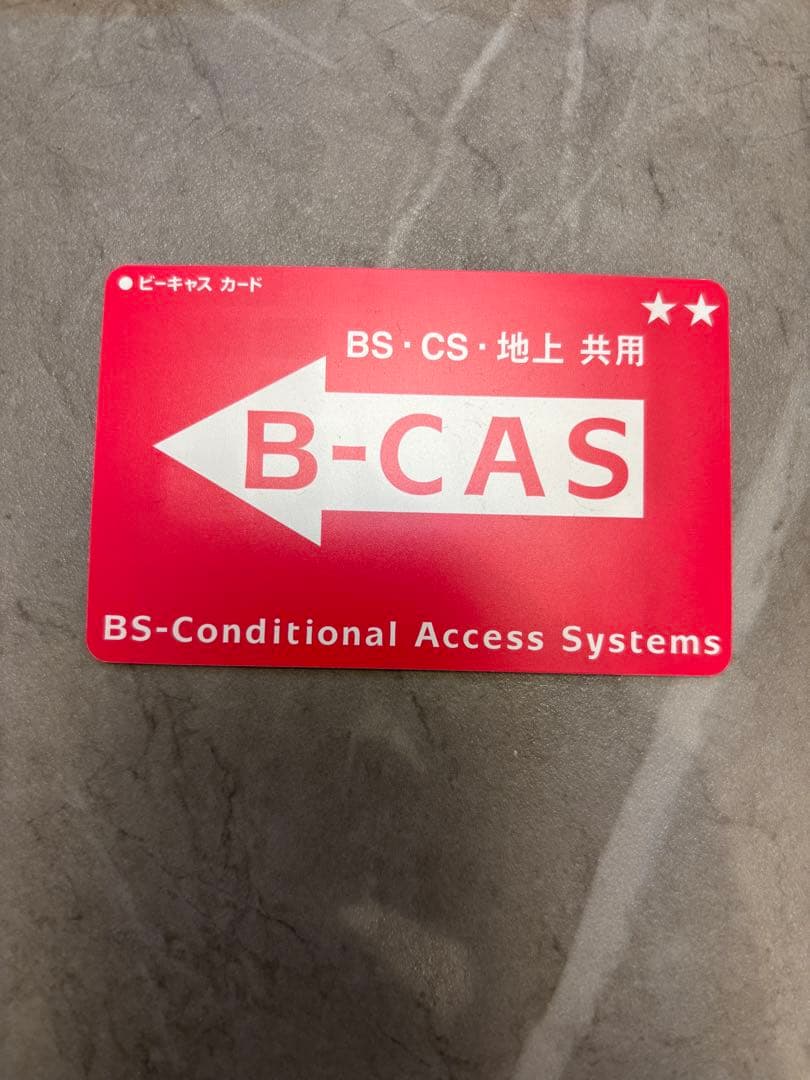 ●ビーキャス カード
★★
BS・CS・地上 共用
B-CAS
BS-Conditional Access Systems